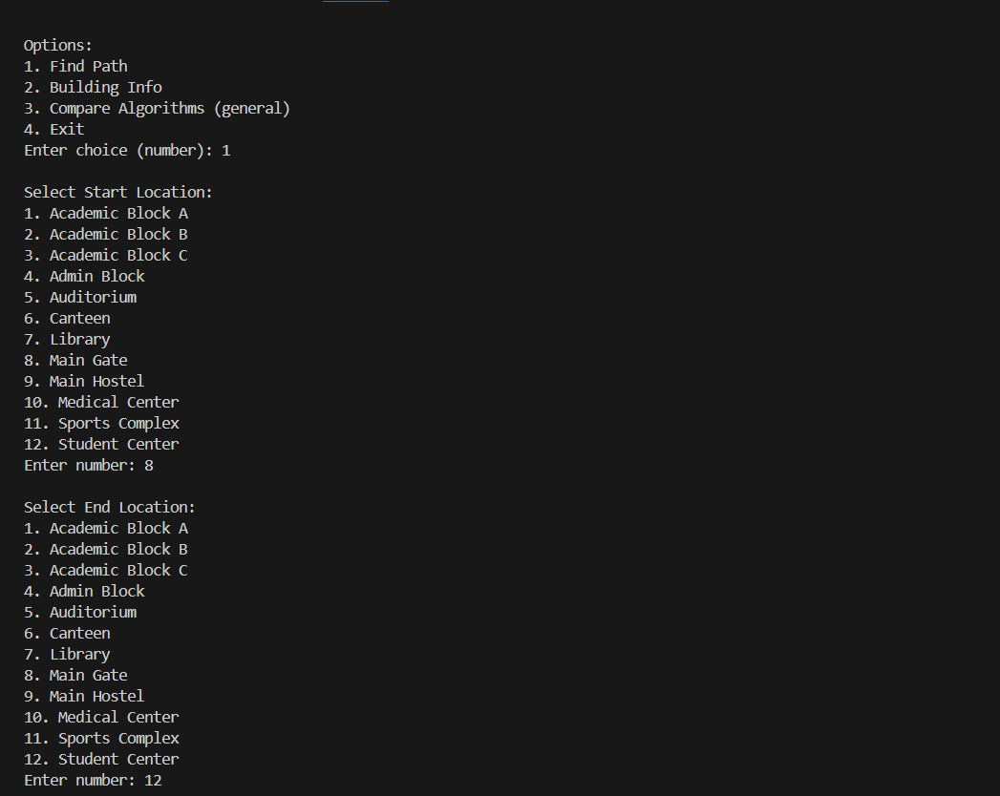 Options:
1. Find Path
2. Building Info
3. Compare Algorithms (general)
4. Exit
Enter choice (number): 1
Select Start Location:
1. Academic Block A
2. Academic Block B
3. Academic Block C
4. Admin Block
5. Auditorium
6. Canteen
7. Library
8. Main Gate
9. Main Hostel
10. Medical Center
11. Sports Complex
12. Student Center
Enter number: 8
Select End Location:
1. Academic Block A
2. Academic Block B
3. Academic Block C
4. Admin Block
5. Auditorium
6. Canteen
7. Library
8. Main Gate
9. Main Hostel
10. Medical Center
11. Sports Complex
12. Student Center
Enter number: 12